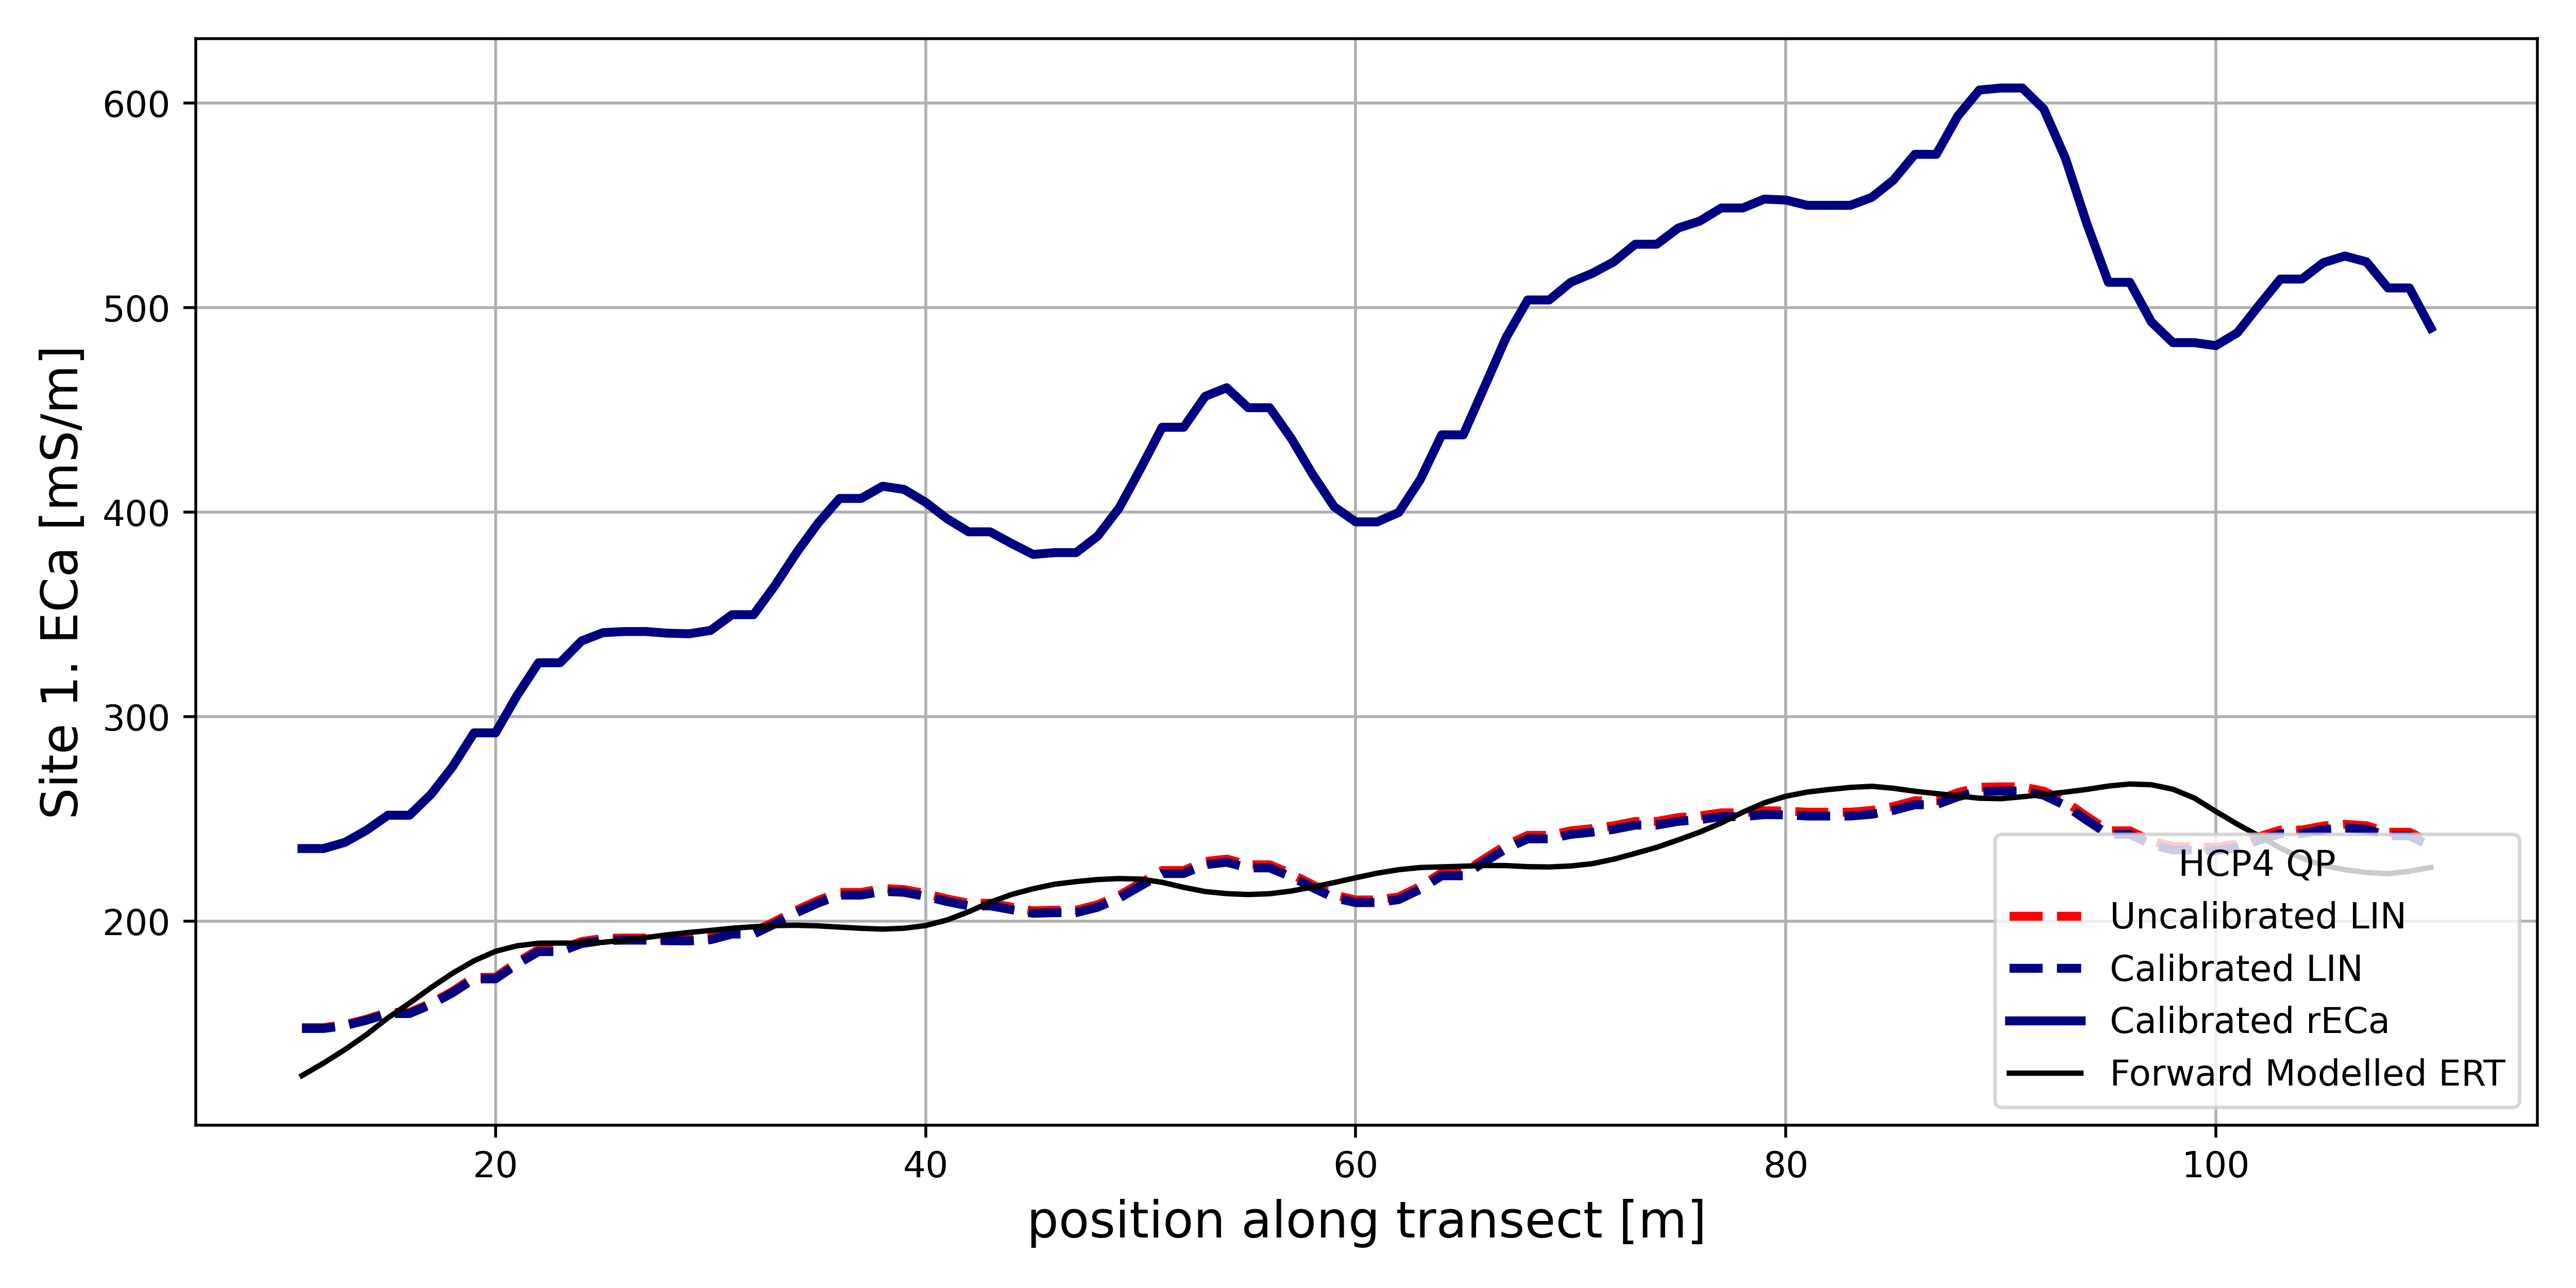 600
500
400
300
200
Site 1. ECa [mS/m]
HCP4 QP
Uncalibrated LIN
Calibrated LIN
Calibrated rECa
Forward Modelled ERT
20 40 60 80 100
position along transect [m]